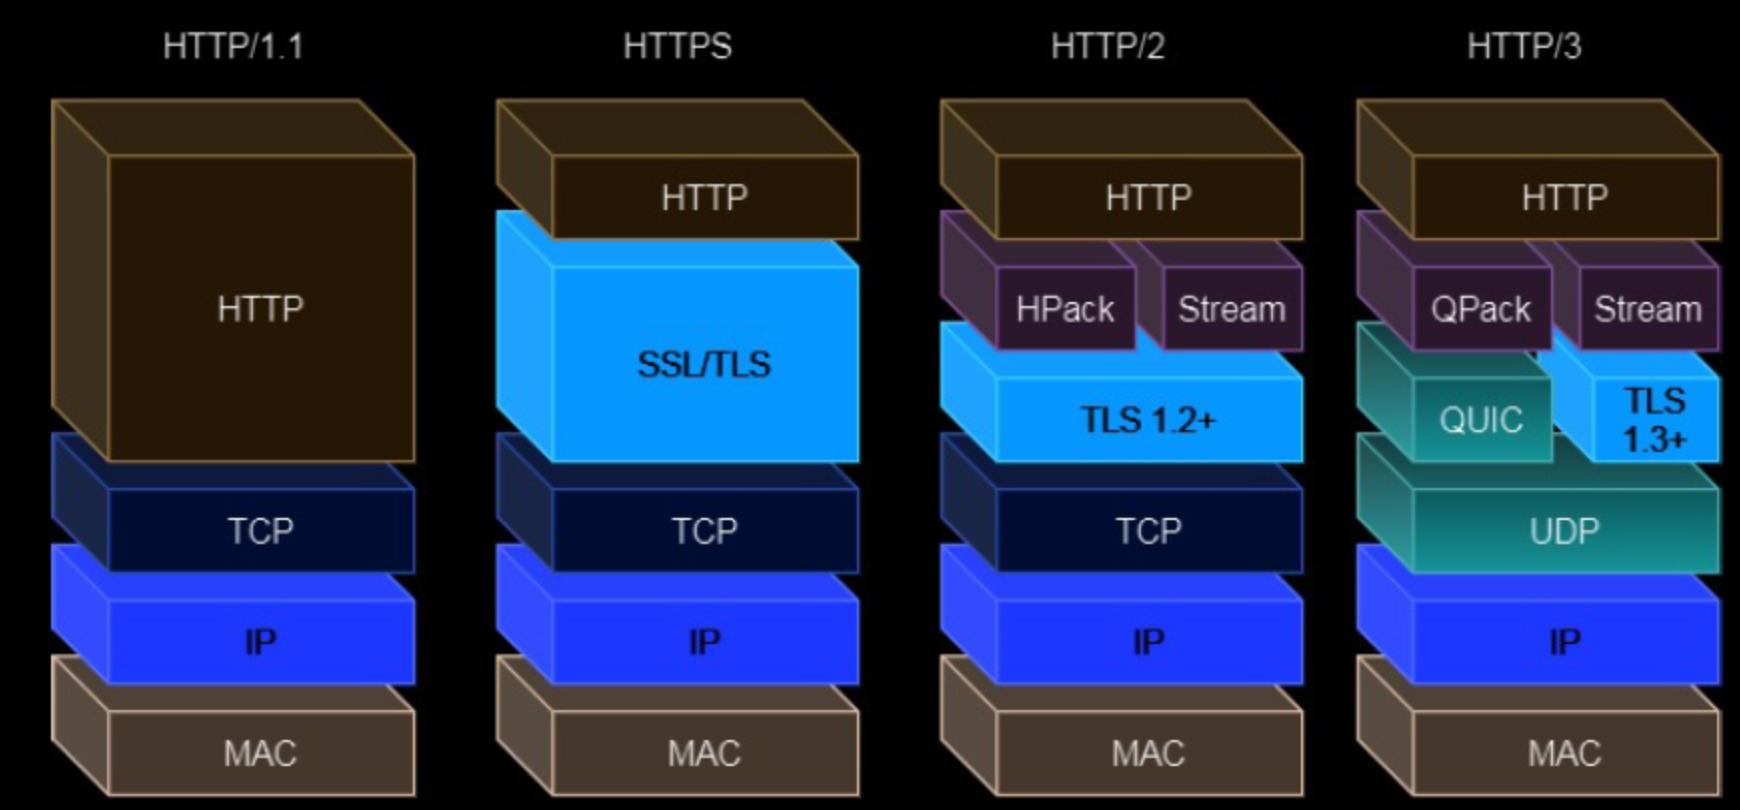 HTTP/1.1
HTTP
TCP
IP
MAC
HTTPS
HTTP
SSL/TLS
TCP
IP
MAC
HTTP/2
HTTP
HPack
Stream
TLS 1.2+
TCP
IP
MAC
HTTP/3
HTTP
QPack
Stream
QUIC
TLS
1.3+
UDP
IP
MAC